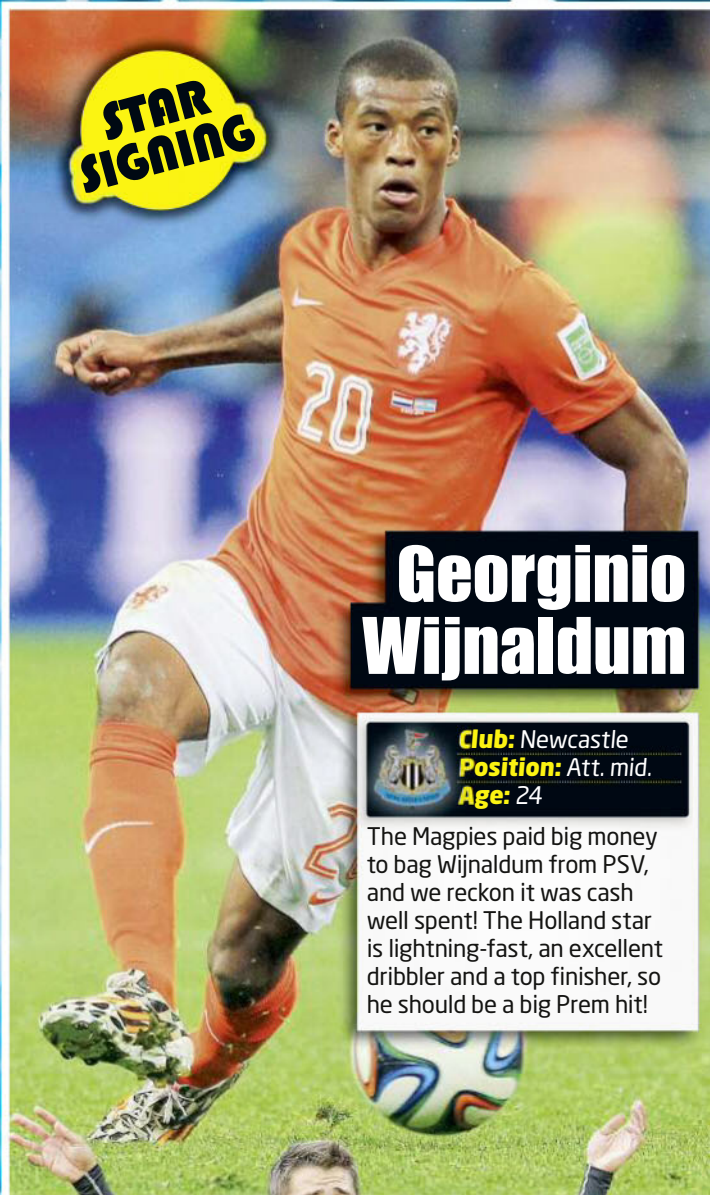 STAR
SIGNING
20
Georginio
Wijnaldum
Club: Newcastle
Position: Att. mid.
Age: 24
The Magpies paid big money
to bag Wijnaldum from PSV,
and we reckon it was cash
well spent! The Holland star
is lightning-fast, an excellent
dribbler and a top finisher, so
he should be a big Prem hit!